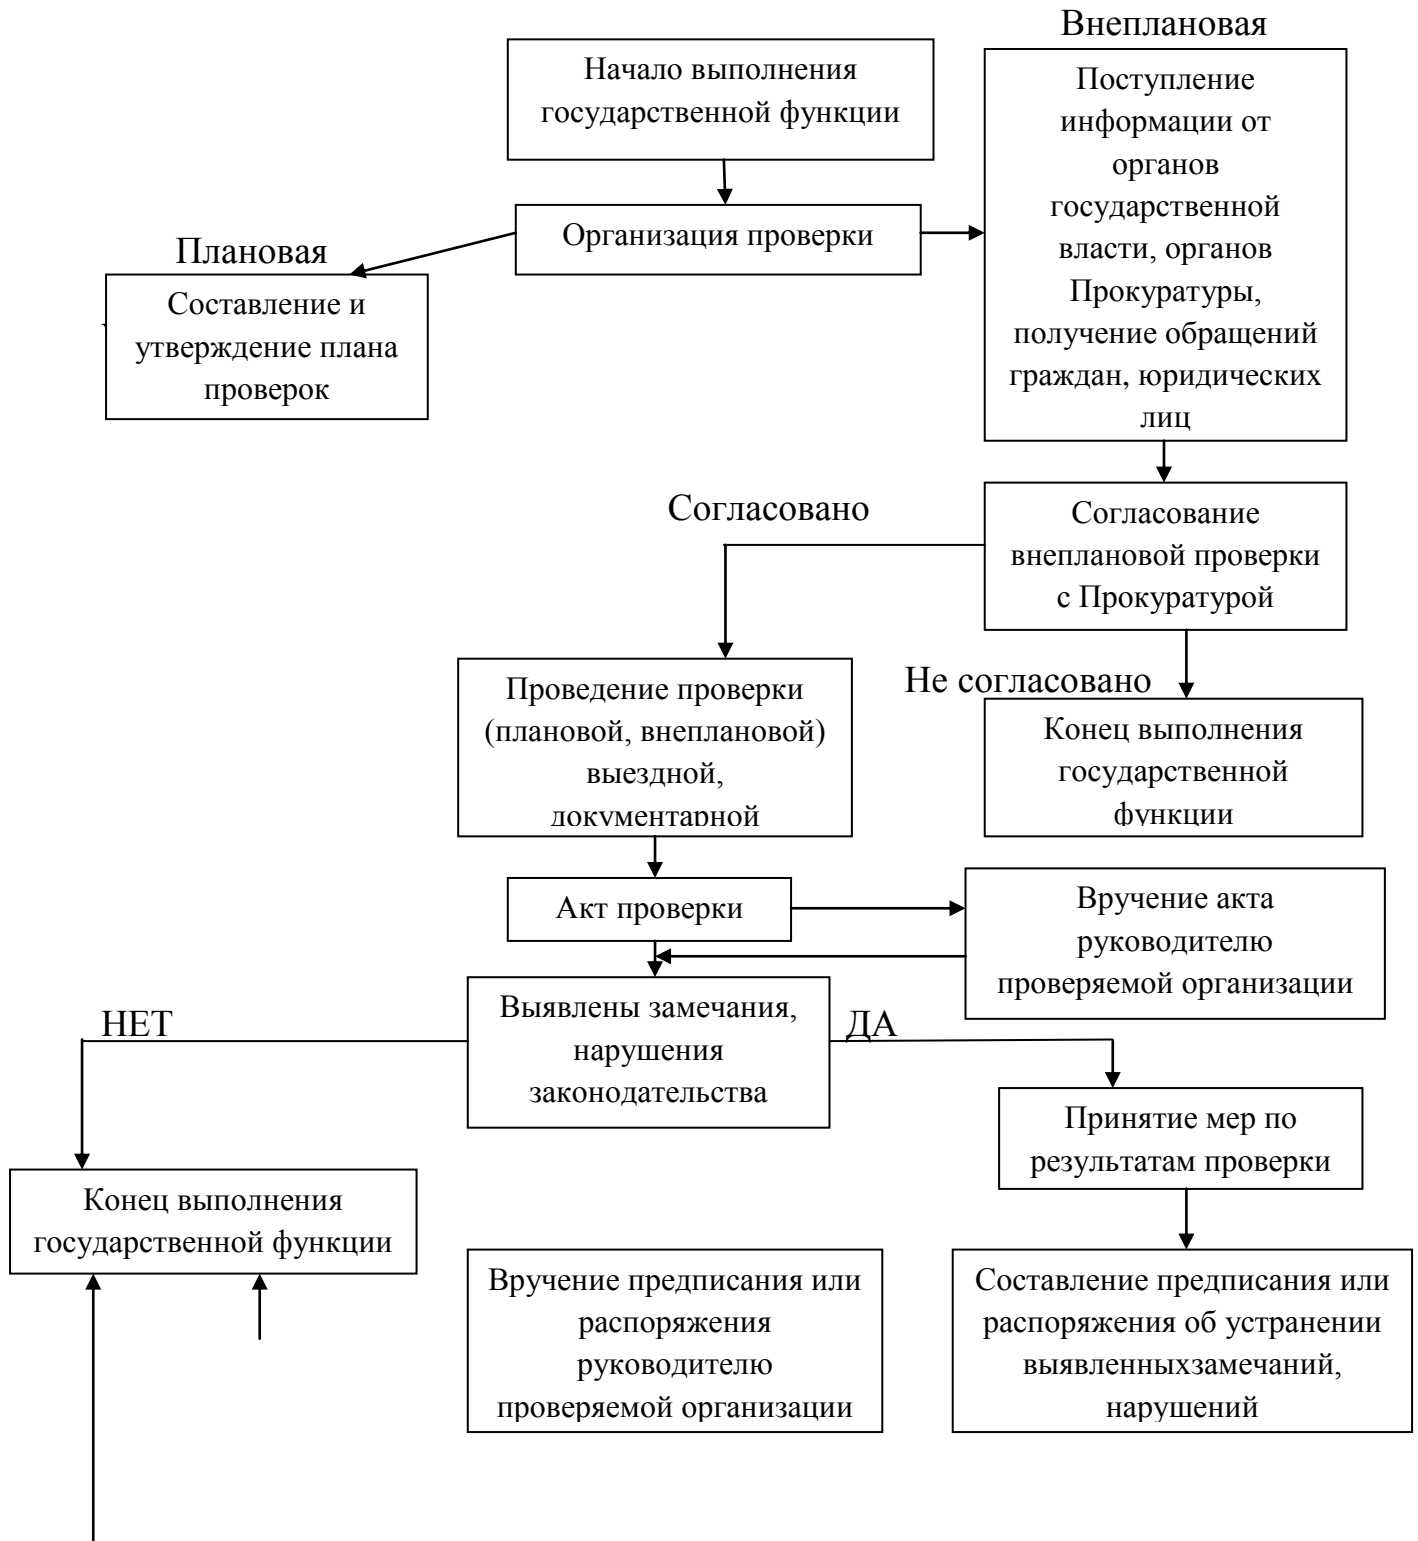 Внеплановая
Начало выполнения
государственной функции
Поступление
информации от
органов
государственной
власти, органов
Прокуратуры,
получение обращений
граждан, юридических
лиц
Организация проверки
Плановая
Составление и
утверждение плана
проверок
Согласовано
Согласование
внеплановой проверки
с Прокуратурой
Не согласовано
Проведение проверки
(плановой, внеплановой)
выездной,
документарной
Конец выполнения
государственной
функции
Акт проверки
Вручение акта
руководителю
проверяемой организации
НЕТ
Выявлены замечания,
нарушения
законодательства
ДА
Принятие мер по
результатам проверки
Конец выполнения
государственной функции
Вручение предписания или
распоряжения
руководителю
проверяемой организации
Составление предписания или
распоряжения об устранении
выявленныхзамечаний,
нарушений